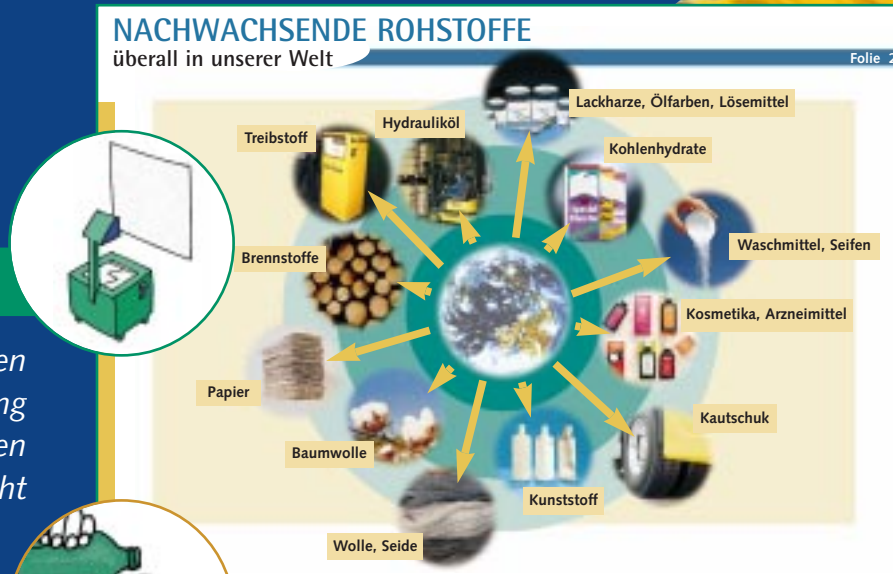 NACHWACHSENDE ROHSTOFFE
überall in unserer Welt
Folie 2
Lackharze, Ölfarben, Lösemittel
Hydrauliköl
Treibstoff
Kohlenhydrate
Waschmittel, Seifen
Brennstoffe
Kosmetika, Arzneimittel
Papier
Kautschuk
Baumwolle
Kunststoff
Wolle, Seide
en
ng
en
ht